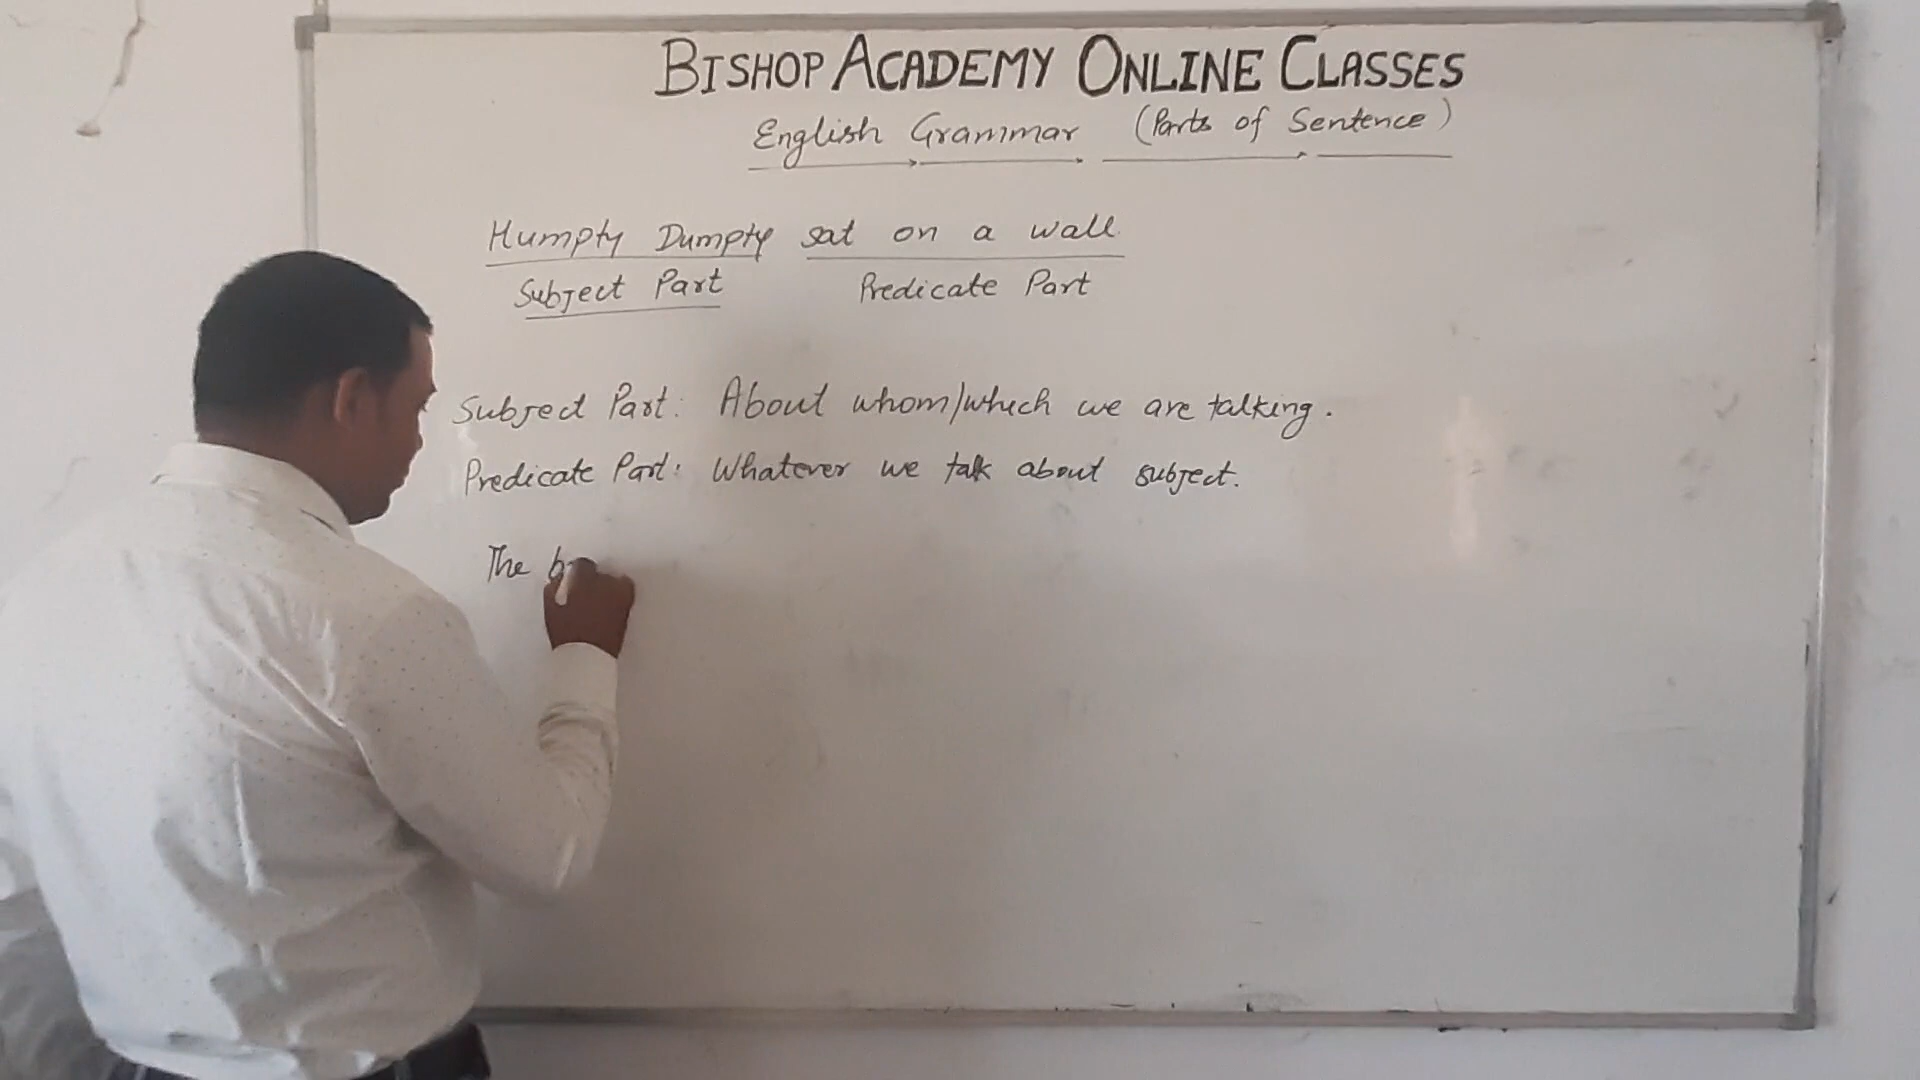 BISHOP ACADEMY ONLINE CLASSES
English Grammar (Parts of Sentence)
Humpty Dumpty sat on a wall.
Subject Part Predicate Part
Subject Part: About whom/which we are talking.
Predicate Part: Whatever we talk about subject.
The